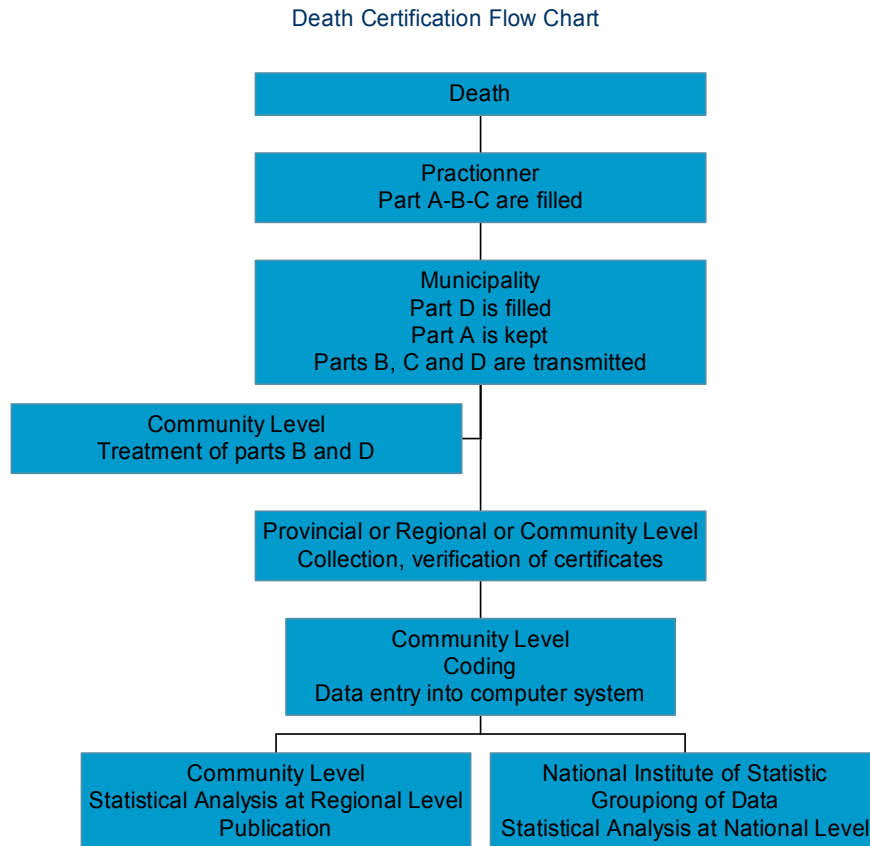 Death Certification Flow Chart
Death
Practionner
Part A-B-C are filled
Municipality
Part D is filled
Part A is kept
Parts B, C and D are transmitted
Community Level
Treatment of parts B and D
Provincial or Regional or Community Level
Collection, verification of certificates
Community Level
Coding
Data entry into computer system
Community Level
Statistical Analysis at Regional Level
Publication
National Institute of Statistic
Groupiong of Data
Statistical Analysis at National Level